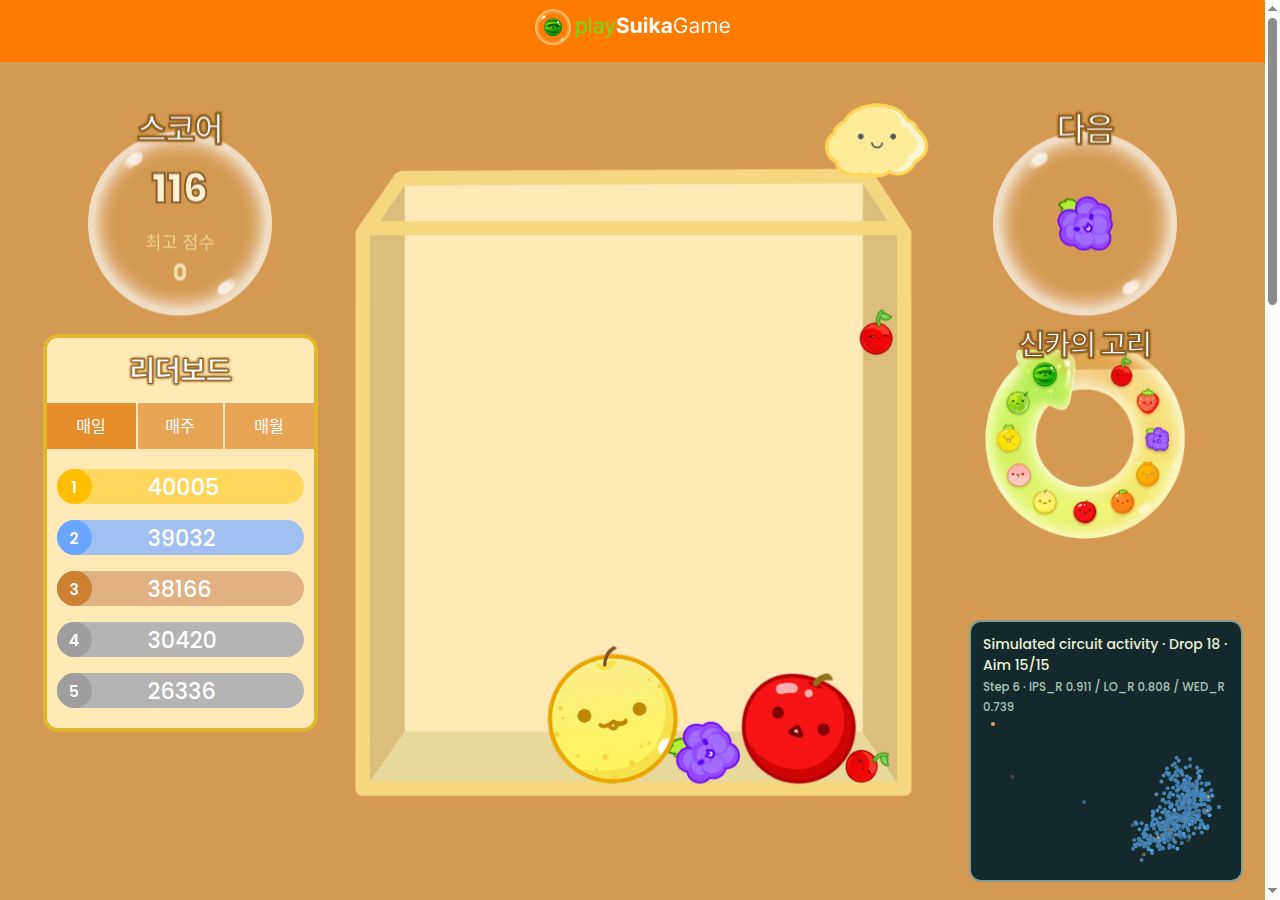 playSuikaGame
스코어
116
최고 점수
0
다음
리더보드
매일 매주 매월
1 40005
2 39032
3 38166
4 30420
5 26336
신카의 고리
Simulated circuit activity · Drop 18 ·
Aim 15/15
Step 6 · IPS_R 0.911 / LO_R 0.808 / WED_R
0.739